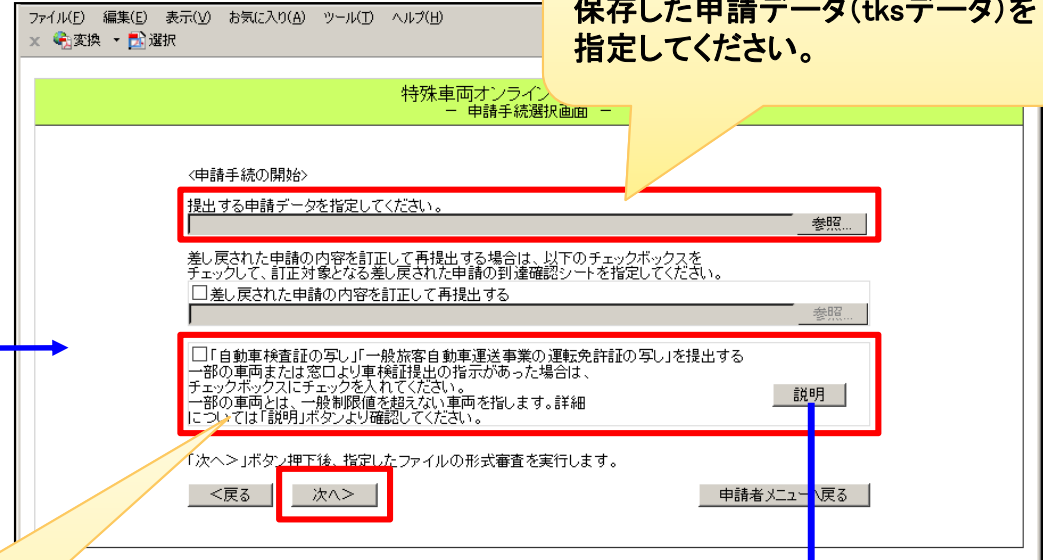 保存した申請データ(tksデータ)を
指定してください。
ファイル(F) 編集(E) 表示(V) お気に入り(A) ツール(T) ヘルプ(H)
× 変換 ▼ 選択
特殊車両オンライン
－ 申請手続選択画面 －
<申請手続の開始>
提出する申請データを指定してください。
参照...
差し戻された申請の内容を訂正して再提出する場合は、以下のチェックボックスを
チェックして、訂正対象となる差し戻された申請の到達確認シートを指定してください。
□差し戻された申請の内容を訂正して再提出する
参照...
□「自動車検査証の写し」「一般旅客自動車運送事業の運転免許証の写し」を提出する
一部の車両または窓口より車検証提出の指示があった場合は、
チェックボックスにチェックを入れてください。
一部の車両とは、一般制限値を超えない車両を指します。詳細
については「説明」ボタンより確認してください。
説明
「次へ>」ボタン押下後、指定したファイルの形式審査を実行します。
<戻る 次へ> 申請者メニューへ戻る